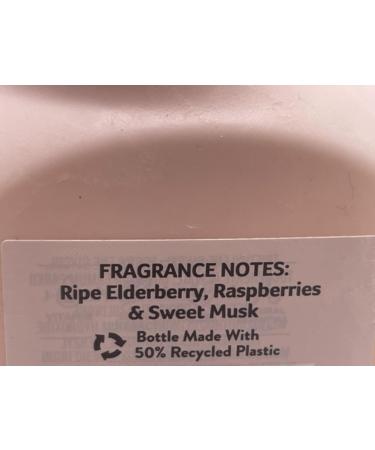 FRAGRANCE NOTES:
Ripe Elderberry, Raspberries
& Sweet Musk
Bottle Made With
50% Recycled Plastic